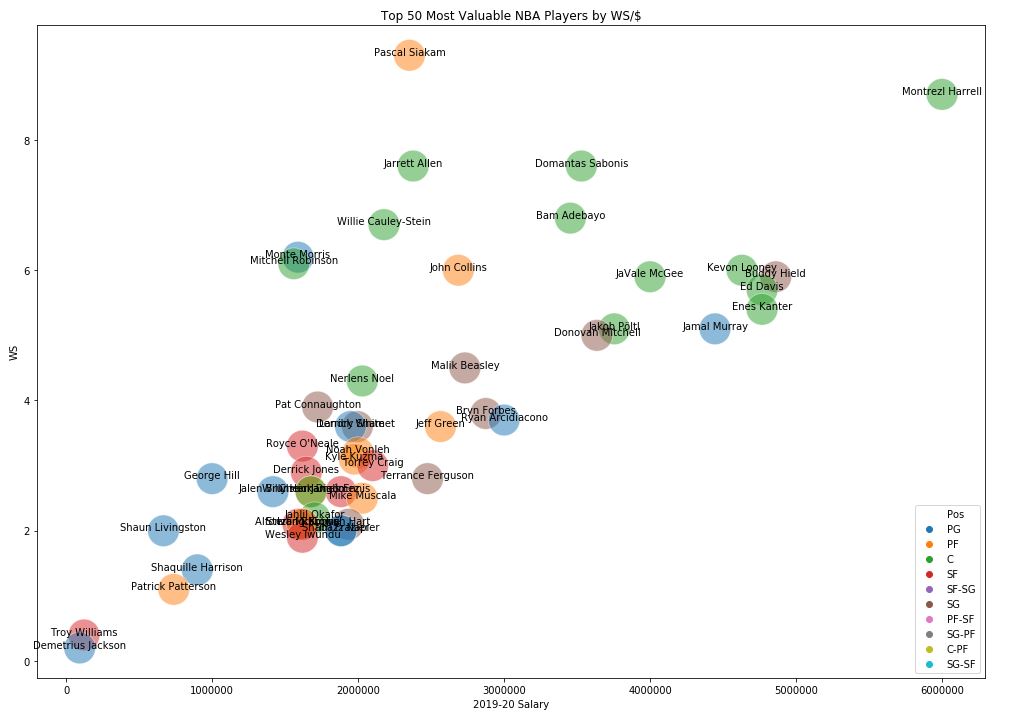 Top 50 Most Valuable NBA Players by WS/$
Pascal Siakam
Montrezl Harrell
Jarrett Allen
Domantas Sabonis
Willie Cauley-Stein
Bam Adebayo
Monte Morris
Mitchell Robinson
John Collins
JaVale McGee
Kevon Looney
Buddy Hield
Ed Davis
Enes Kanter
Jakob Pöltl
Donovan Mitchell
Jamal Murray
Malik Beasley
Nerlens Noel
Pat Connaughton
Bryn Forbes
Ryan Arcidiacono
Jeff Green
Royce O'Neale
Noah Vonleh
Kyle Kuzma
Torrey Craig
Derrick Jones
Terrance Ferguson
George Hill
Mike Muscala
Jahlil Okafor
Wesley Iwundu
Shaun Livingston
Shaquille Harrison
Patrick Patterson
Troy Williams
Demetrius Jackson
WS
8
6
4
2
0
0
1000000
2000000
3000000
4000000
5000000
6000000
2019-20 Salary
Pos
PG
PF
C
SF
SF-SG
SG
PF-SF
SG-PF
C-PF
SG-SF